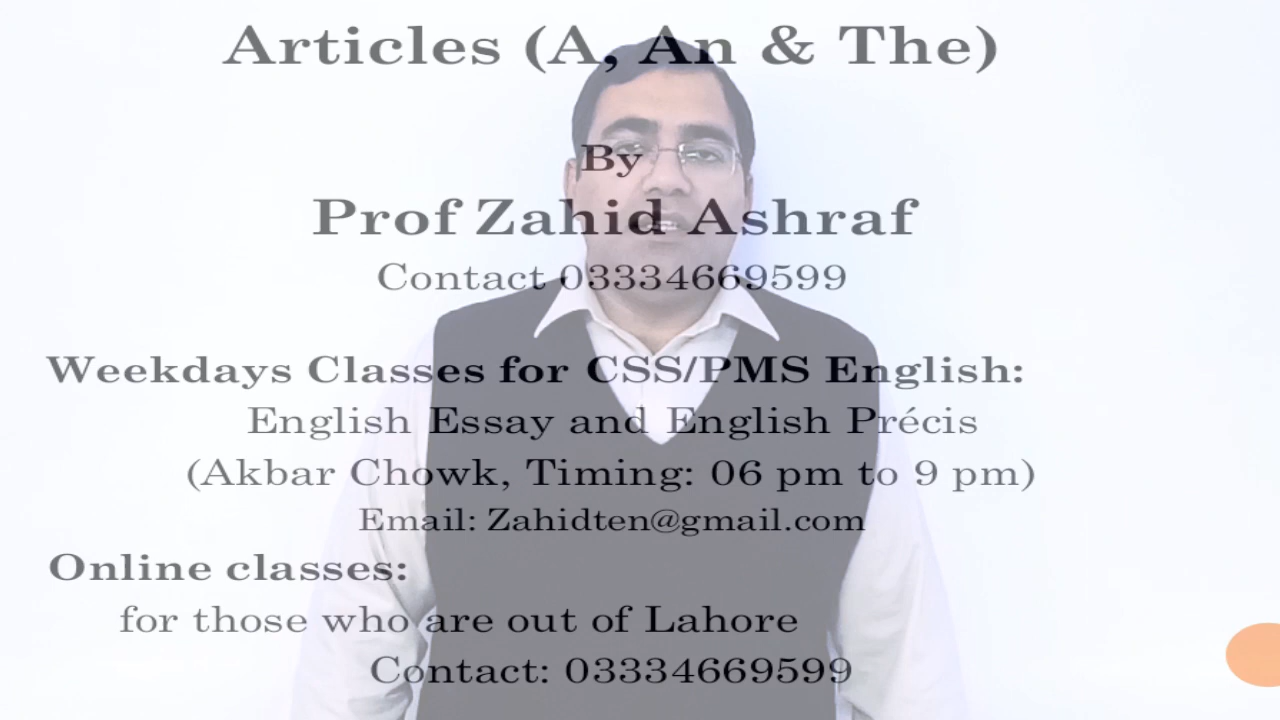 Articles (A, An & The)
By
Prof Zahid Ashraf
Contact 03334669599
Weekdays Classes for CSS/PMS English:
English Essay and English Précis
(Akbar Chowk, Timing: 06 pm to 9 pm)
Email: Zahidten@gmail.com
Online classes:
for those who are out of Lahore
Contact: 03334669599